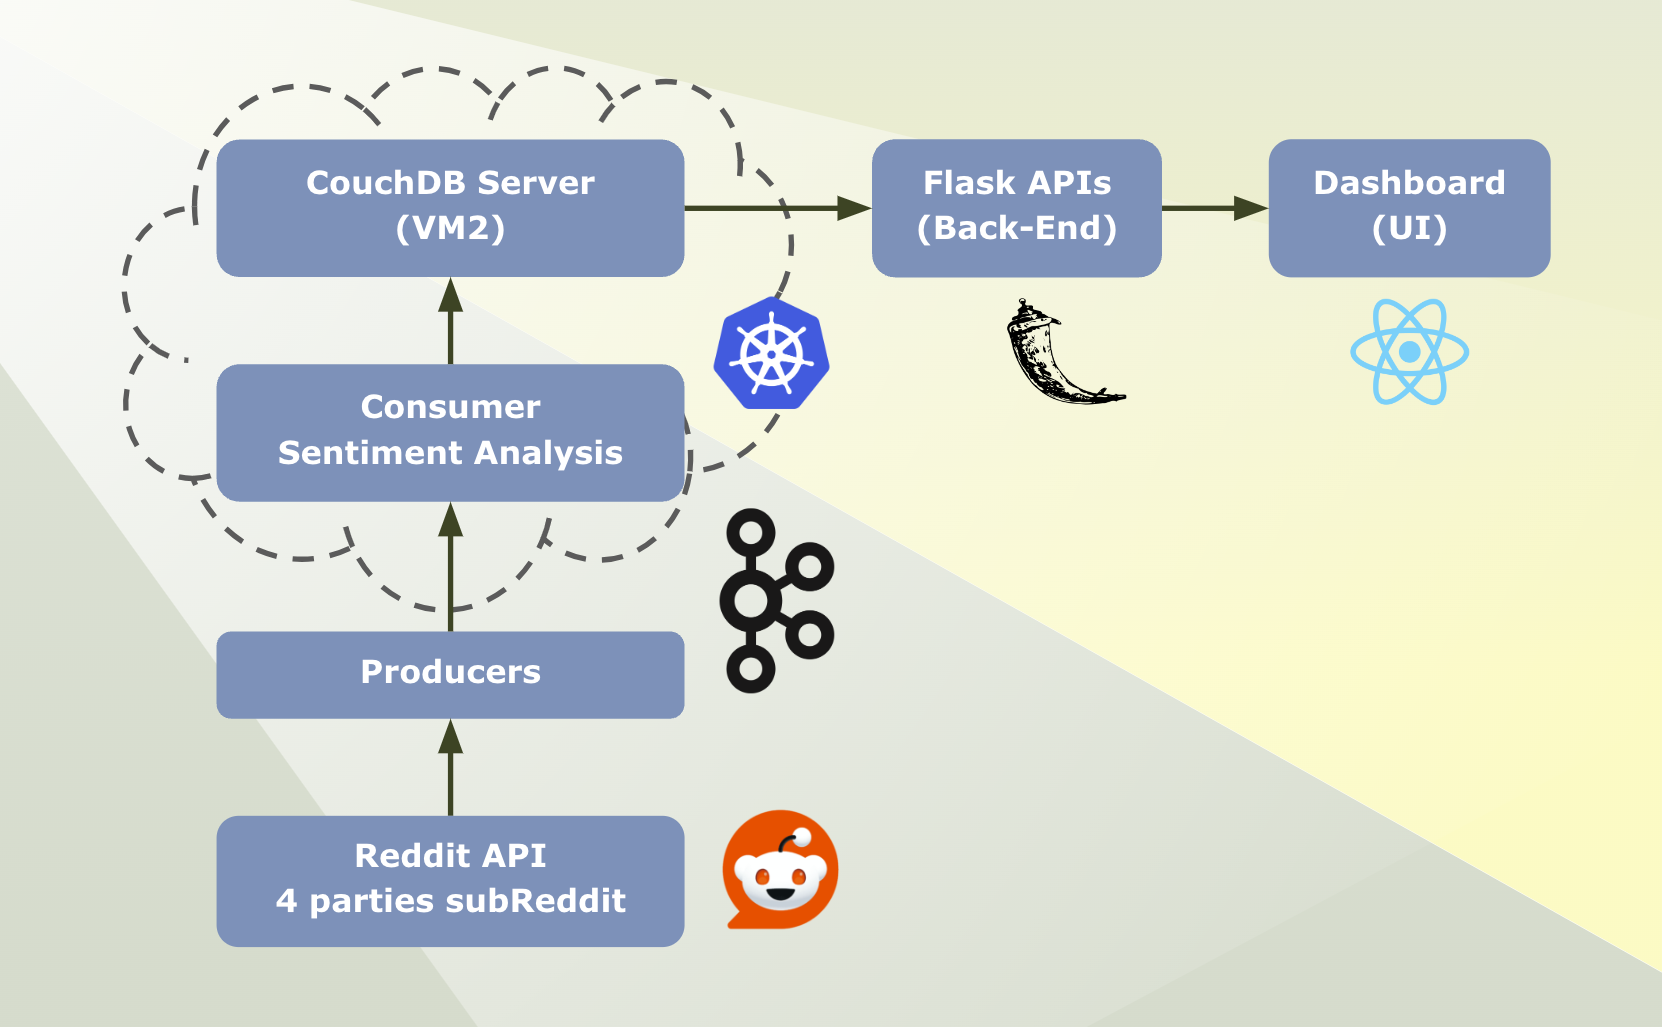 CouchDB Server
(VM2)
Flask APIs
(Back-End)
Dashboard
(UI)
Consumer
Sentiment Analysis
Producers
Reddit API
4 parties subReddit